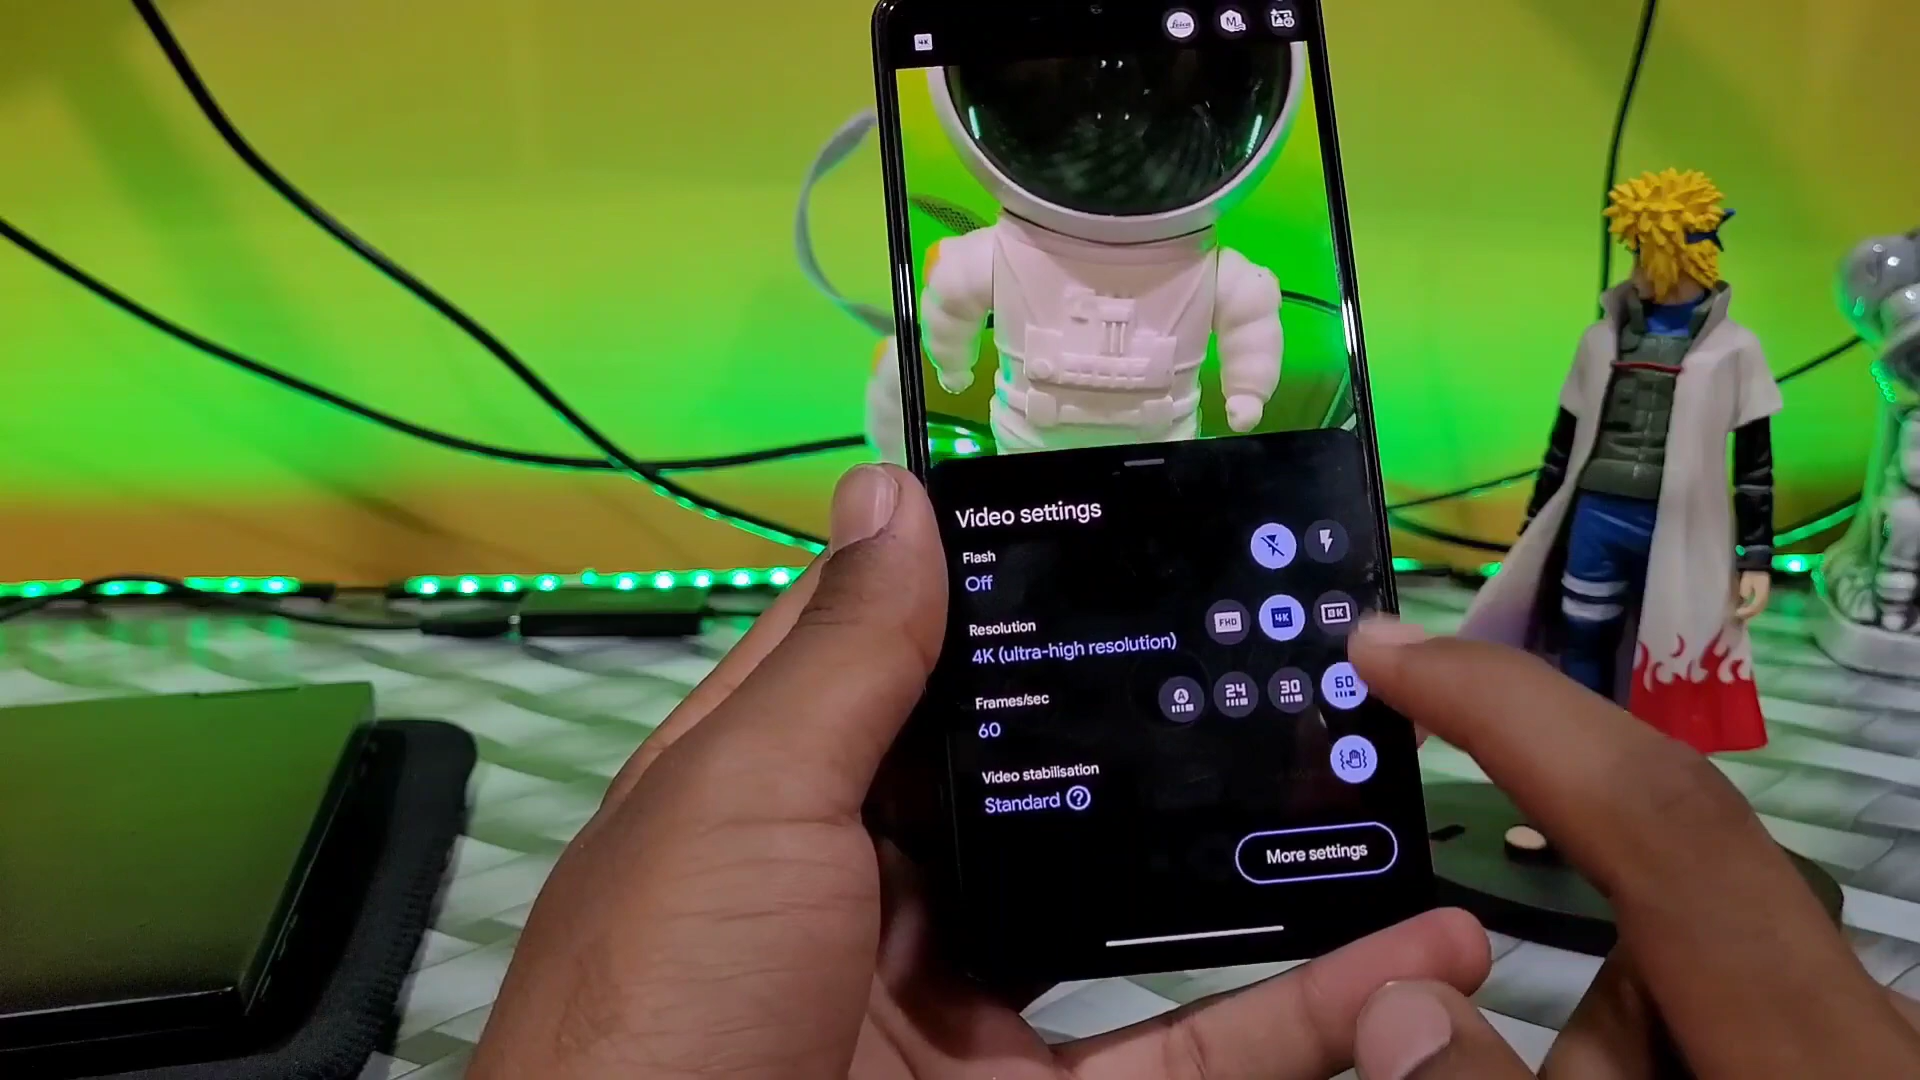 4K
Leica
M
Video settings
Flash
Off
Resolution
4K (ultra-high resolution)
FHD
4K
8K
Frames/sec
60
A
24
30
60
Video stabilisation
Standard ?
More settings